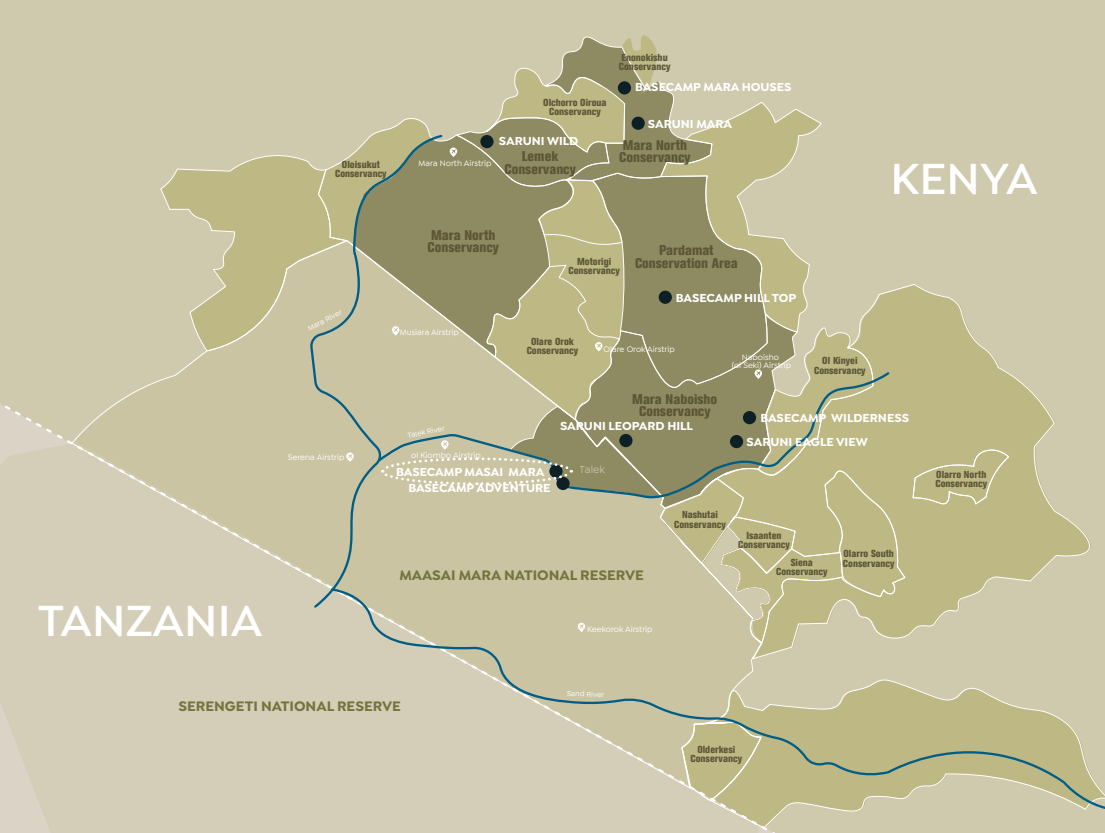 Enonokishu
Conservancy
BASECAMP MARA HOUSES
Olchorro Oiroua
Conservancy
SARUNI MARA
SARUNI WILD
Mara North
Conservancy
Lemek
Conservancy
Mara North Airstrip
Oloisukut
Conservancy
KENYA
Mara North
Conservancy
Pardamat
Conservation Area
Motorogi
Conservancy
BASECAMP HILL TOP
Mara River
Musiara Airstrip
Olare Orok
Conservancy
Olare Orok Airstrip
Naboisho
(ol Seki) Airstrip
Ol Kinyei
Conservancy
Mara Naboisho
Conservancy
BASECAMP WILDERNESS
SARUNI LEOPARD HILL
SARUNI EAGLE VIEW
Talek River
ol Kiombo Airstrip
Serena Airstrip
BASECAMP MASAI MARA
Talek
BASECAMP ADVENTURE
Olarro North
Conservancy
Nashutai
Conservancy
Isaanten
Conservancy
Olarro South
Conservancy
Siena
Conservancy
MAASAI MARA NATIONAL RESERVE
TANZANIA
Keekorok Airstrip
Sand River
SERENGETI NATIONAL RESERVE
Olderkesi
Conservancy